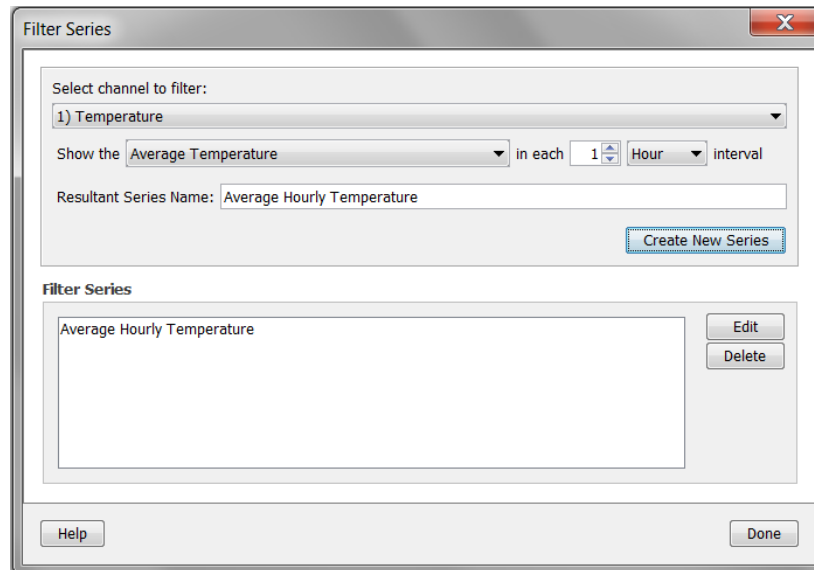 Filter Series
X
Select channel to filter:
1) Temperature
Show the Average Temperature in each 1 Hour interval
Resultant Series Name: Average Hourly Temperature
Create New Series
Filter Series
Average Hourly Temperature
Edit
Delete
Help
Done